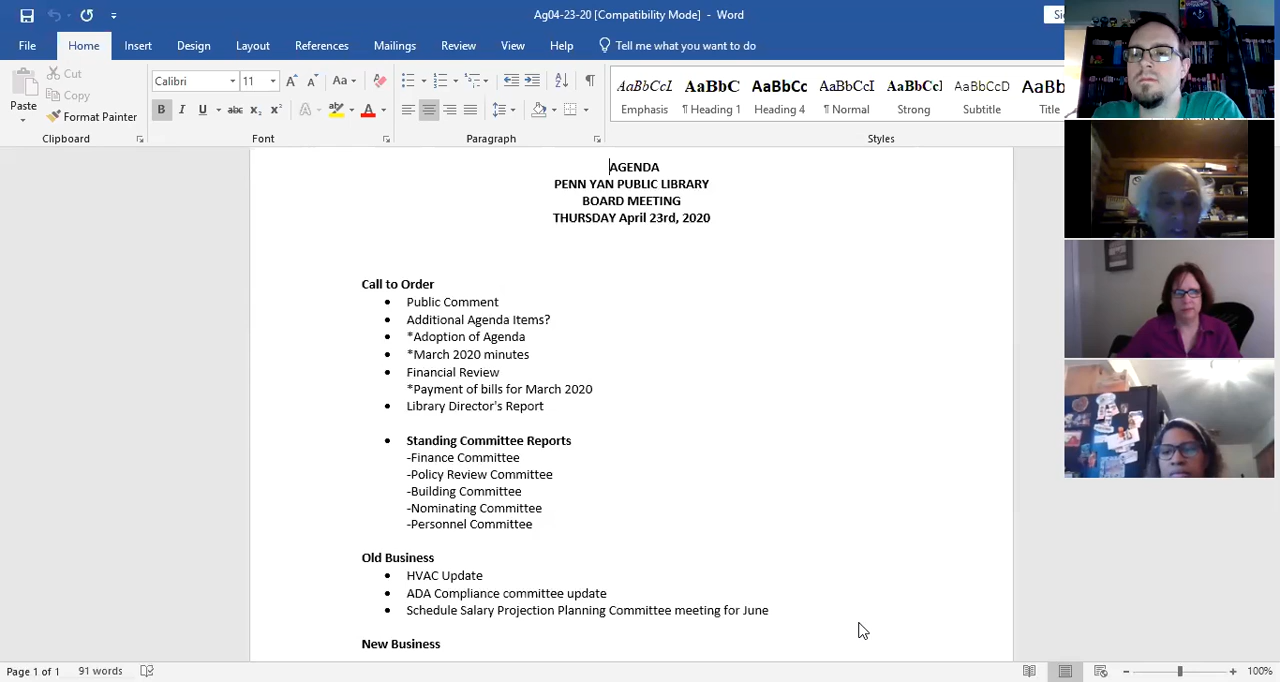 Ag04-23-20 [Compatibility Mode] - Word
File Home Insert Design Layout References Mailings Review View Help Tell me what you want to do
Paste
Cut
Copy
Format Painter
Clipboard
Calibri 11
Font
Paragraph
AaBbCcI AaBbC AaBbCc AaBbCcI AaBbCcI AaBbCcD AaBb
Emphasis ¶ Heading 1 Heading 4 ¶ Normal Strong Subtitle Title
Styles
AGENDA
PENN YAN PUBLIC LIBRARY
BOARD MEETING
THURSDAY April 23rd, 2020
Call to Order
• Public Comment
• Additional Agenda Items?
• *Adoption of Agenda
• *March 2020 minutes
• Financial Review
*Payment of bills for March 2020
• Library Director's Report
• Standing Committee Reports
-Finance Committee
-Policy Review Committee
-Building Committee
-Nominating Committee
-Personnel Committee
Old Business
• HVAC Update
• ADA Compliance committee update
• Schedule Salary Projection Planning Committee meeting for June
New Business
Page 1 of 1 91 words 100%